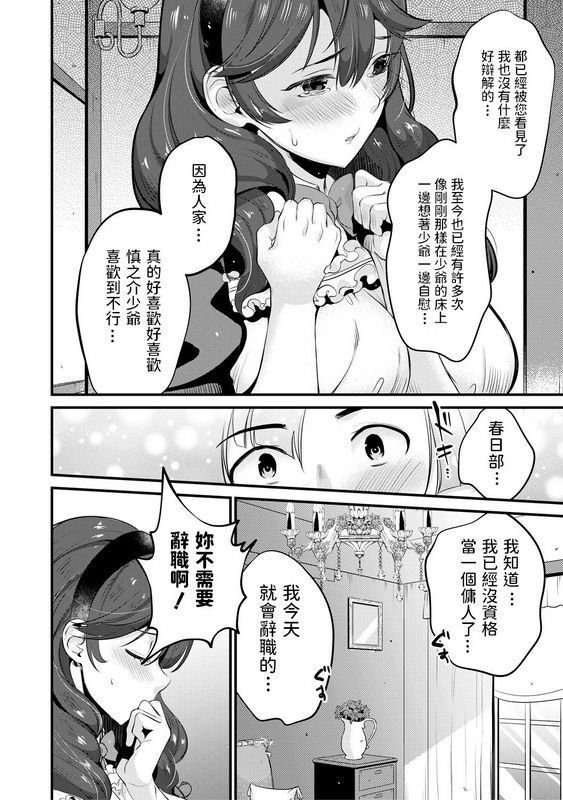 都已經被您看見了
我也沒有什麼
好辯解的…
我至今也已經有許多次
像剛剛那樣在少爺的床上
一邊想著少爺一邊自慰…
因為人家…
真的好喜歡好喜歡
慎之介少爺
喜歡到不行…
春日部…
我知道…
我已經沒資格
當一個傭人了…
我今天
就會辭職的…
妳不需要
辭職啊！